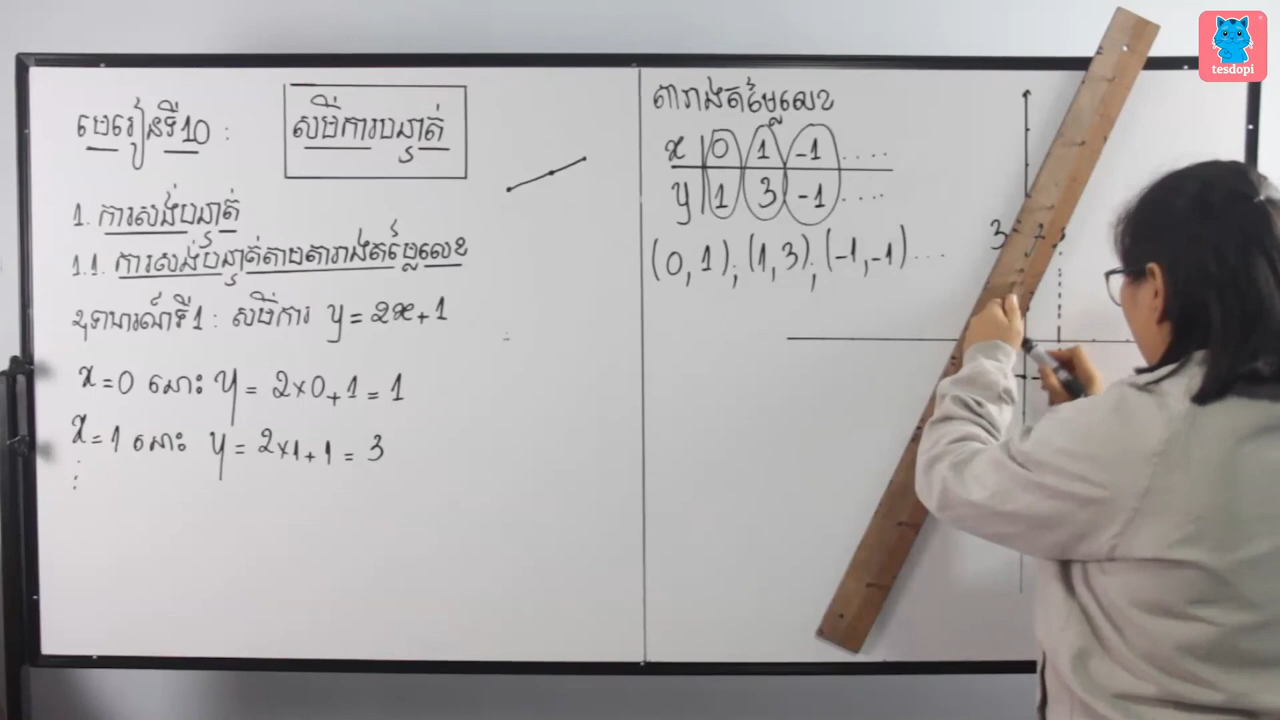 មេរៀនទី10 :
សមីការបន្ទាត់
1. ការសង់បន្ទាត់
1.1. ការសង់បន្ទាត់តាមតារាងតម្លៃលេខ
ឧទាហរណ៍ទី1 : សមីការ y = 2x + 1
x = 0 នោះ y = 2×0 + 1 = 1
x = 1 នោះ y = 2×1 + 1 = 3
⋮
តារាងតម្លៃលេខ
x 0 1 -1 ....
y 1 3 -1 ....
(0, 1) ; (1, 3) ; (-1, -1) ...
3
tesdopi